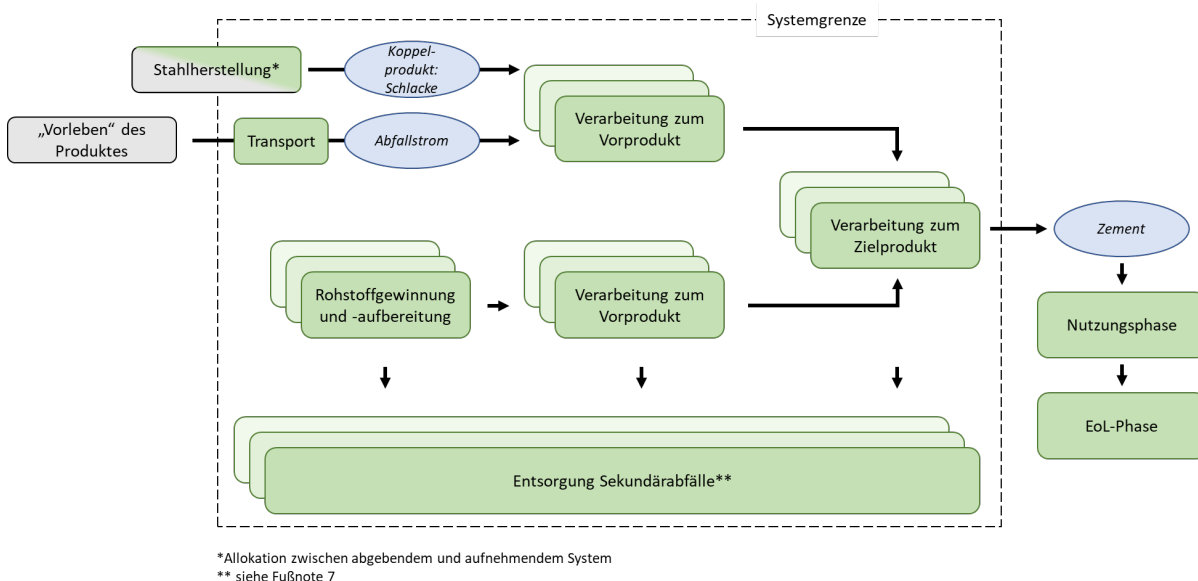 Systemgrenze
Stahlherstellung*
Koppel-
produkt:
Schlacke
„Vorleben“ des
Produktes
Transport
Abfallstrom
Verarbeitung zum
Vorprodukt
Verarbeitung zum
Zielprodukt
Zement
Rohstoffgewinnung
und -aufbereitung
Verarbeitung zum
Vorprodukt
Nutzungsphase
EoL-Phase
Entsorgung Sekundärabfälle**
*Allokation zwischen abgebendem und aufnehmendem System
** siehe Fußnote 7